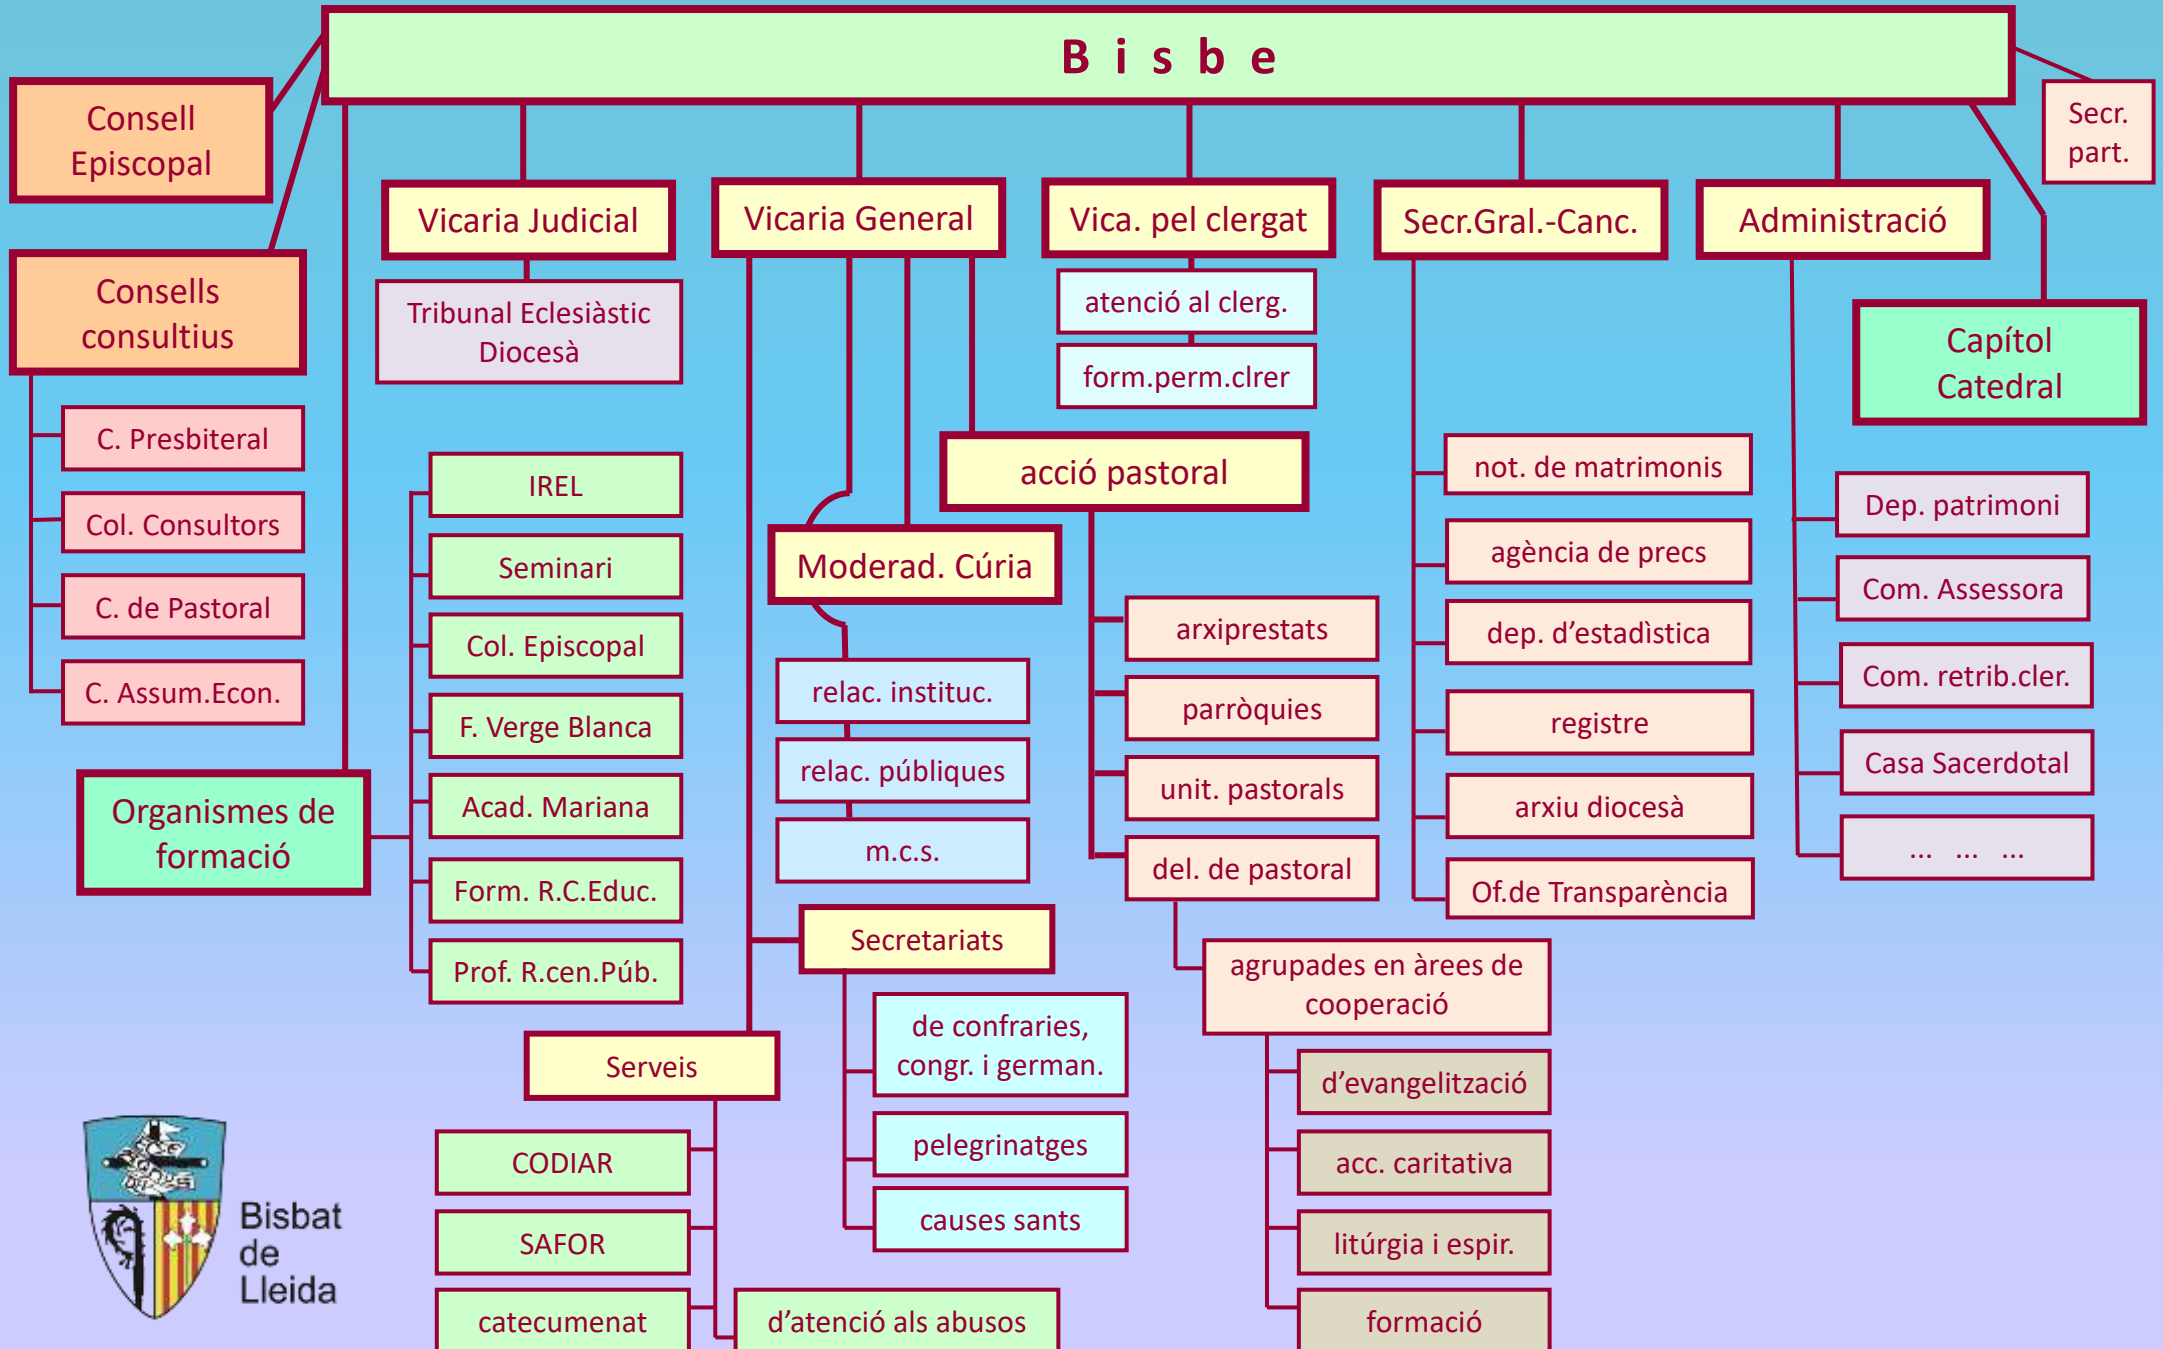 B i s b e
Consell
Episcopal
Secr.
part.
Vicaria Judicial
Vicaria General
Vica. pel clergat
Secr.Gral.-Canc.
Administració
Consells
consultius
Tribunal Eclesiàstic
Diocesà
atenció al clerg.
form.perm.clrer
Capítol
Catedral
C. Presbiteral
Col. Consultors
C. de Pastoral
C. Assum.Econ.
IREL
Seminari
Col. Episcopal
F. Verge Blanca
Acad. Mariana
Form. R.C.Educ.
Prof. R.cen.Púb.
Organismes de
formació
acció pastoral
Moderad. Cúria
relac. instituc.
relac. públiques
m.c.s.
arxiprestats
parròquies
unit. pastorals
del. de pastoral
not. de matrimonis
agència de precs
dep. d’estadìstica
registre
arxiu diocesà
Of.de Transparència
Dep. patrimoni
Com. Assessora
Com. retrib.cler.
Casa Sacerdotal
... ... ...
Secretariats
de confraries,
congr. i german.
pelegrinatges
causes sants
agrupades en àrees de
cooperació
d’evangelització
acc. caritativa
litúrgia i espir.
formació
Serveis
CODIAR
SAFOR
catecumenat
d’atenció als abusos
Bisbat
de
Lleida